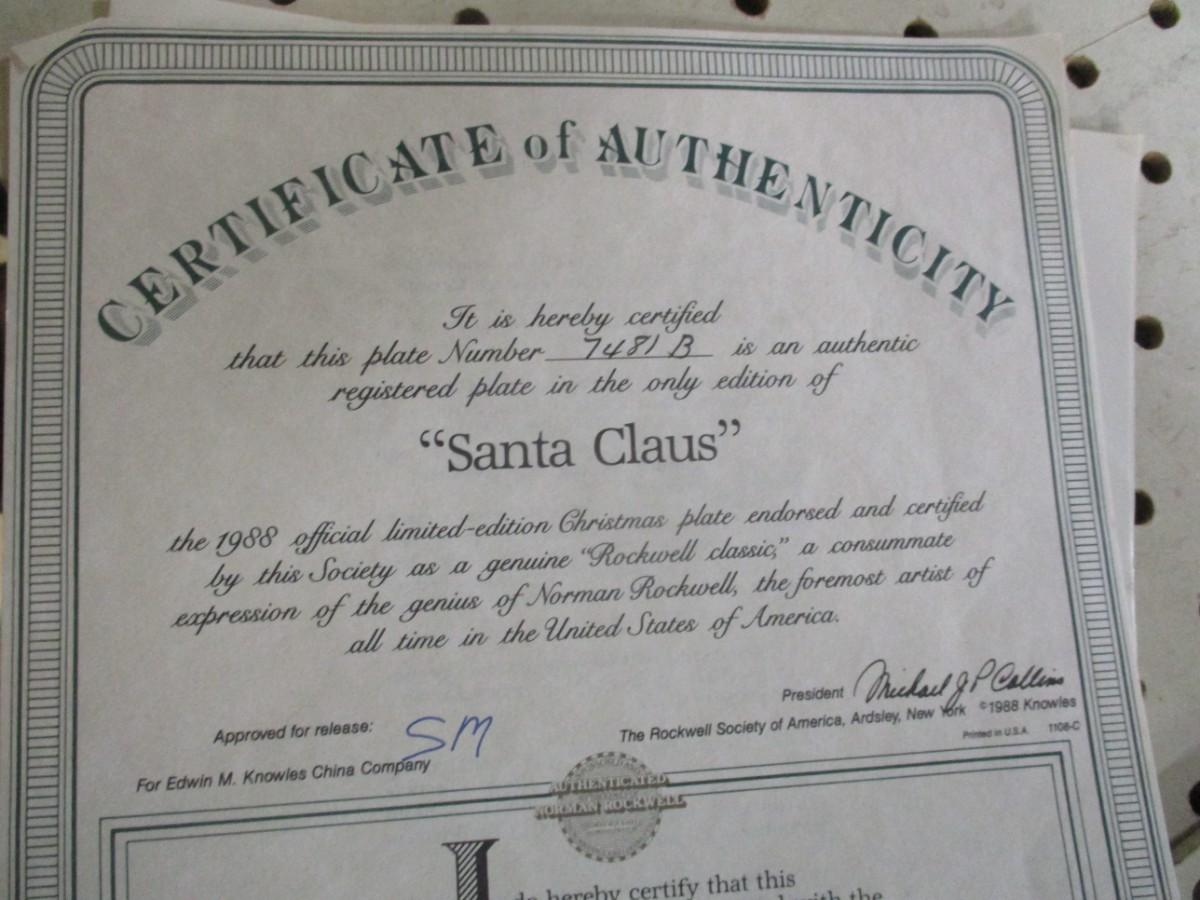 CERTIFICATE of AUTHENTICITY
It is hereby certified
that this plate Number 7481 B is an authentic
registered plate in the only edition of
“Santa Claus”
the 1988 official limited-edition Christmas plate endorsed and certified
by this Society as a genuine “Rockwell classic,” a consummate
expression of the genius of Norman Rockwell, the foremost artist of
all time in the United States of America.
President Michael J P Collins
The Rockwell Society of America, Ardsley, New York ©1988 Knowles
Printed in U.S.A. 1108-C
Approved for release: SM
For Edwin M. Knowles China Company
AUTHENTICATED
NORMAN ROCKWELL
I do hereby certify that this
with the